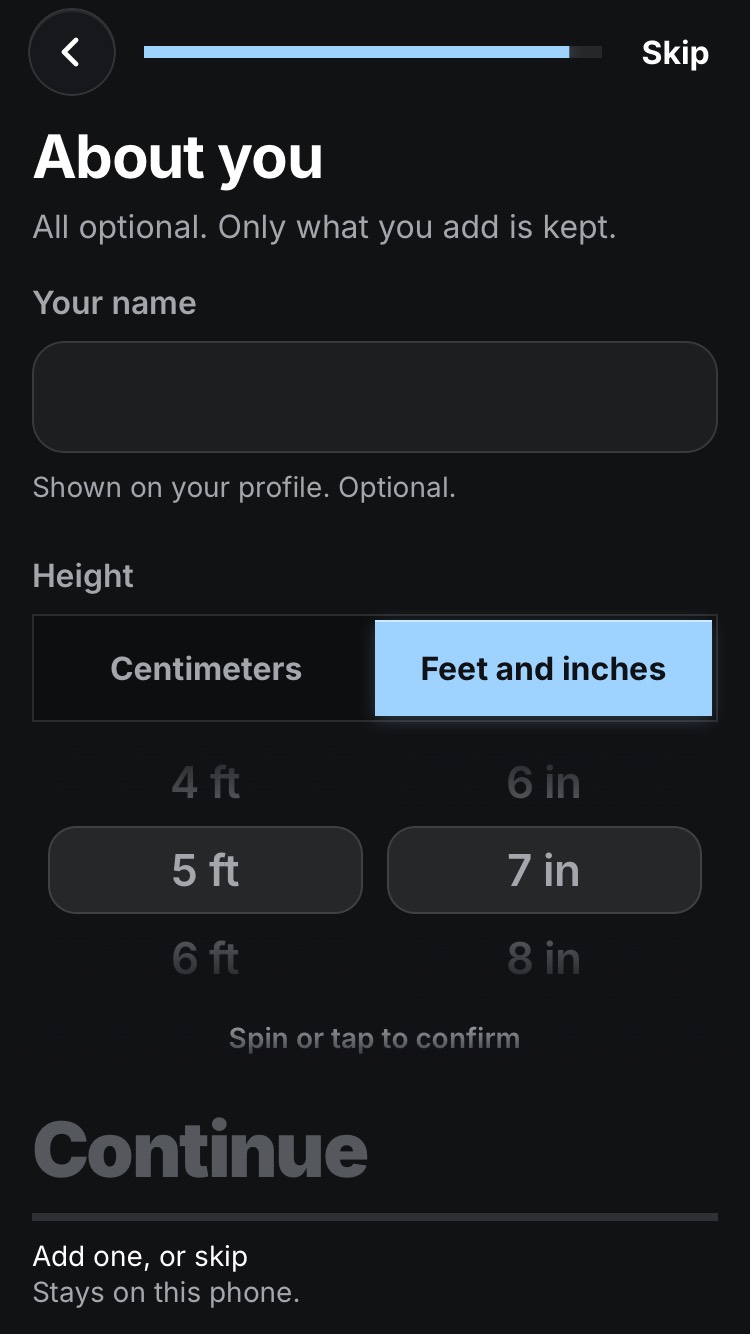 Skip
About you
All optional. Only what you add is kept.
Your name
Shown on your profile. Optional.
Height
Centimeters
Feet and inches
4 ft
6 in
5 ft
7 in
6 ft
8 in
Spin or tap to confirm
Continue
Add one, or skip
Stays on this phone.